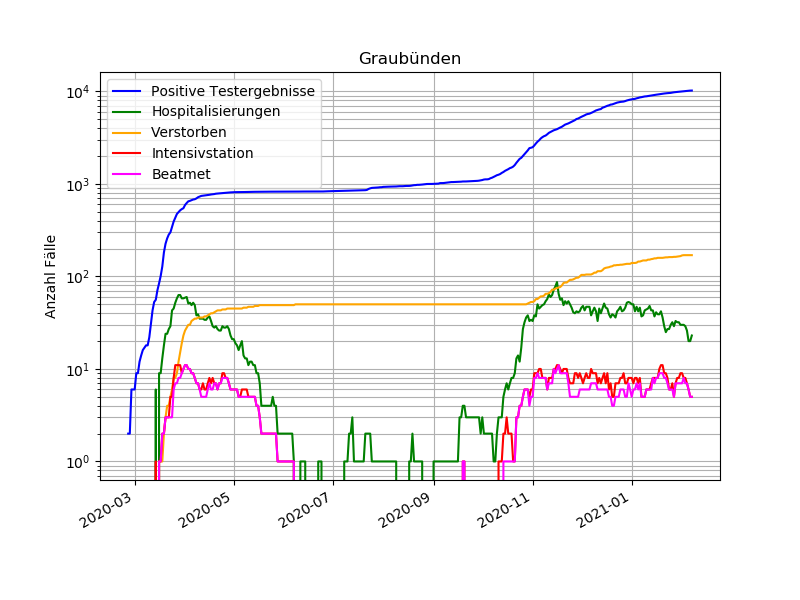 Graubünden
Positive Testergebnisse
Hospitalisierungen
Verstorben
Intensivstation
Beatmet
Anzahl Fälle
10⁴
10³
10²
10¹
10⁰
2020-03
2020-05
2020-07
2020-09
2020-11
2021-01